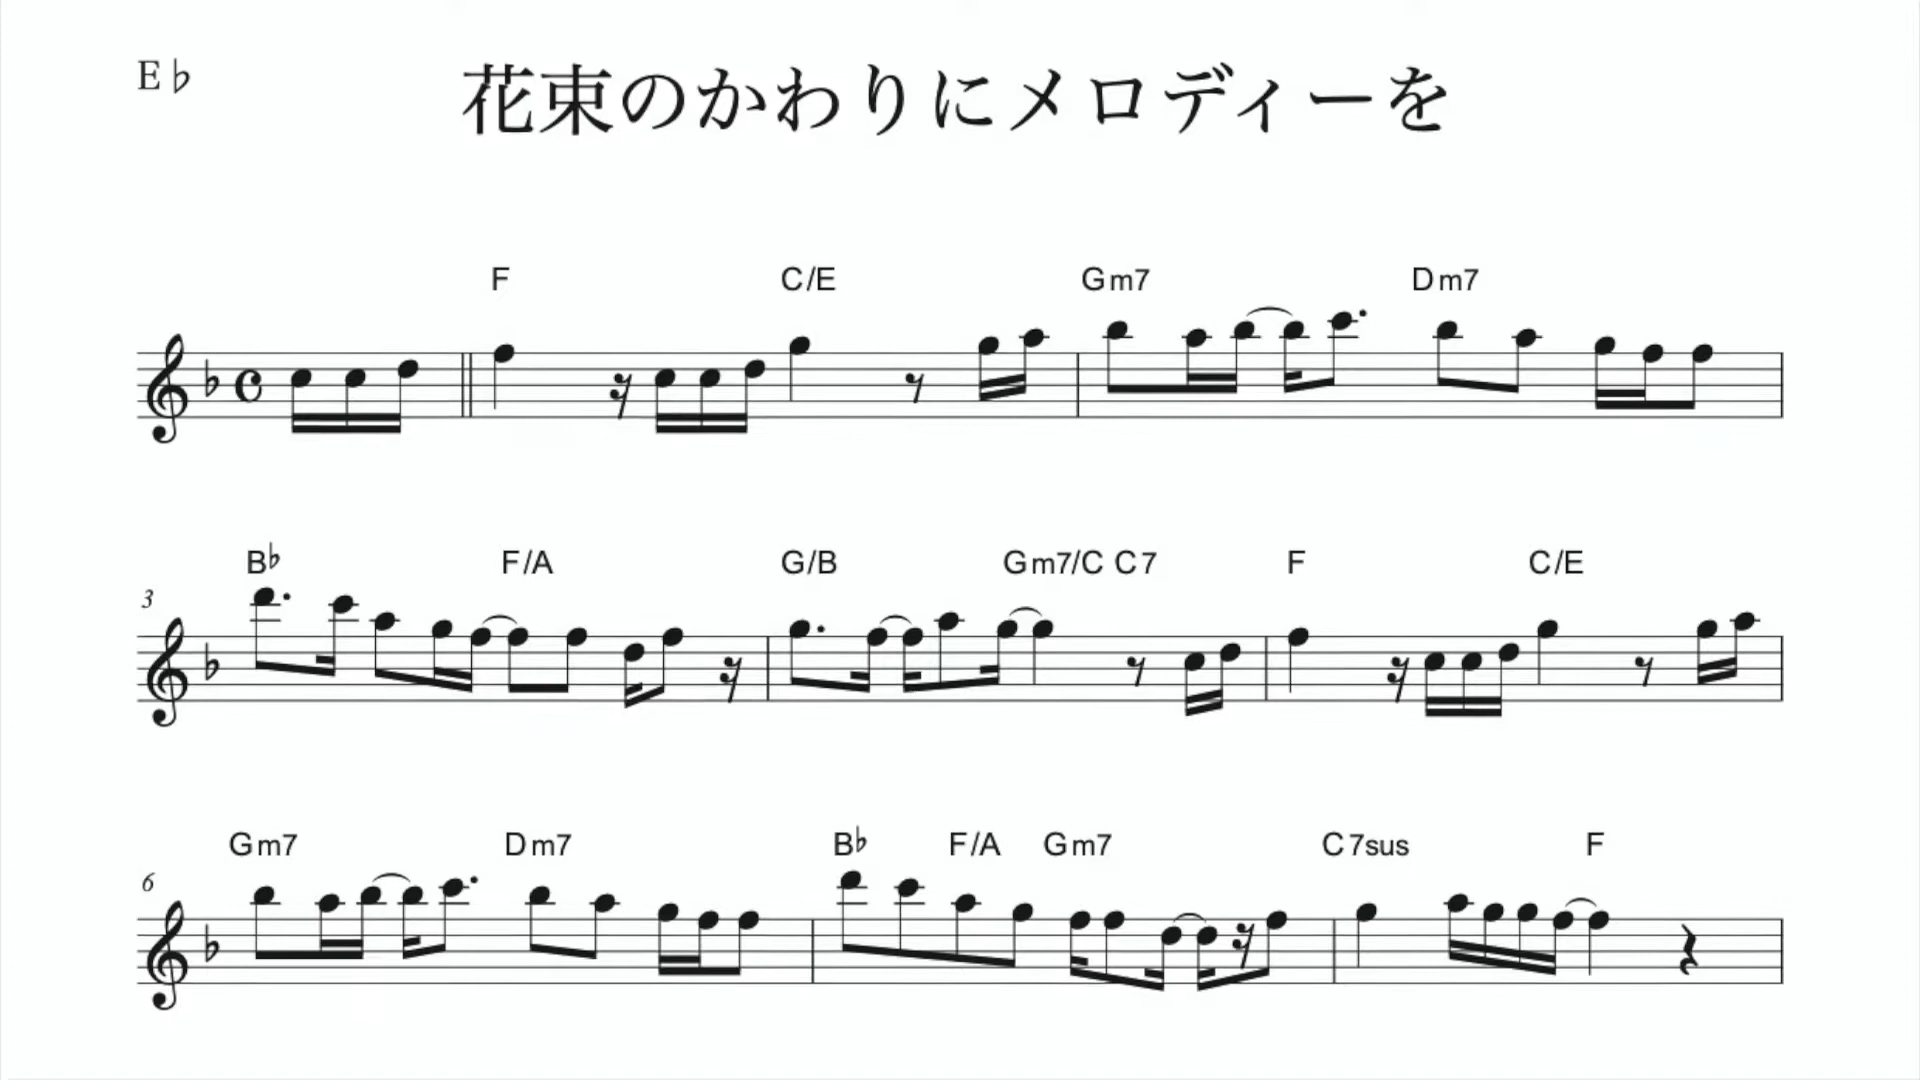 E♭
花束のかわりにメロディーを
F C/E Gm7 Dm7
B♭ F/A G/B Gm7/C C7 F C/E
3
Gm7 Dm7 B♭ F/A Gm7 C7sus F
6